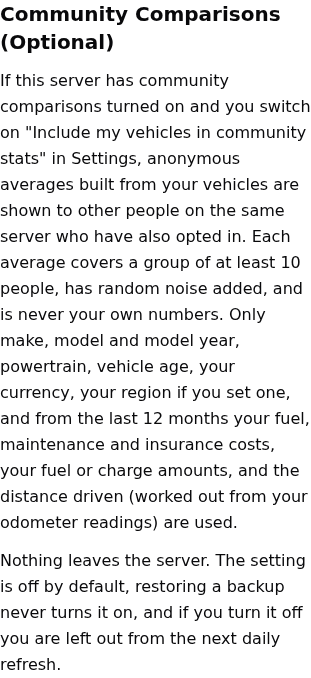 Community Comparisons
(Optional)
If this server has community
comparisons turned on and you switch
on "Include my vehicles in community
stats" in Settings, anonymous
averages built from your vehicles are
shown to other people on the same
server who have also opted in. Each
average covers a group of at least 10
people, has random noise added, and
is never your own numbers. Only
make, model and model year,
powertrain, vehicle age, your
currency, your region if you set one,
and from the last 12 months your fuel,
maintenance and insurance costs,
your fuel or charge amounts, and the
distance driven (worked out from your
odometer readings) are used.
Nothing leaves the server. The setting
is off by default, restoring a backup
never turns it on, and if you turn it off
you are left out from the next daily
refresh.